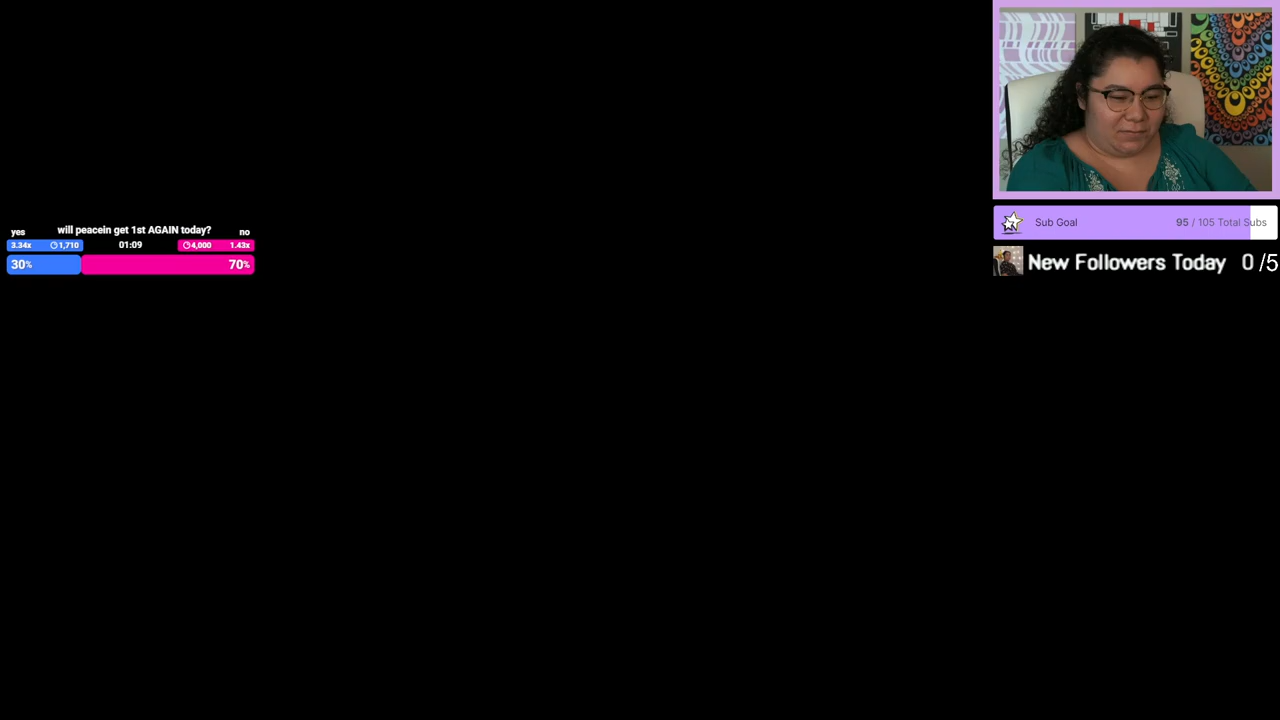 will peacein get 1st AGAIN today?
yes no
3.34x 1,710 01:09 4,000 1.43x
30% 70%
Sub Goal 95 / 105 Total Subs
New Followers Today 0 /5